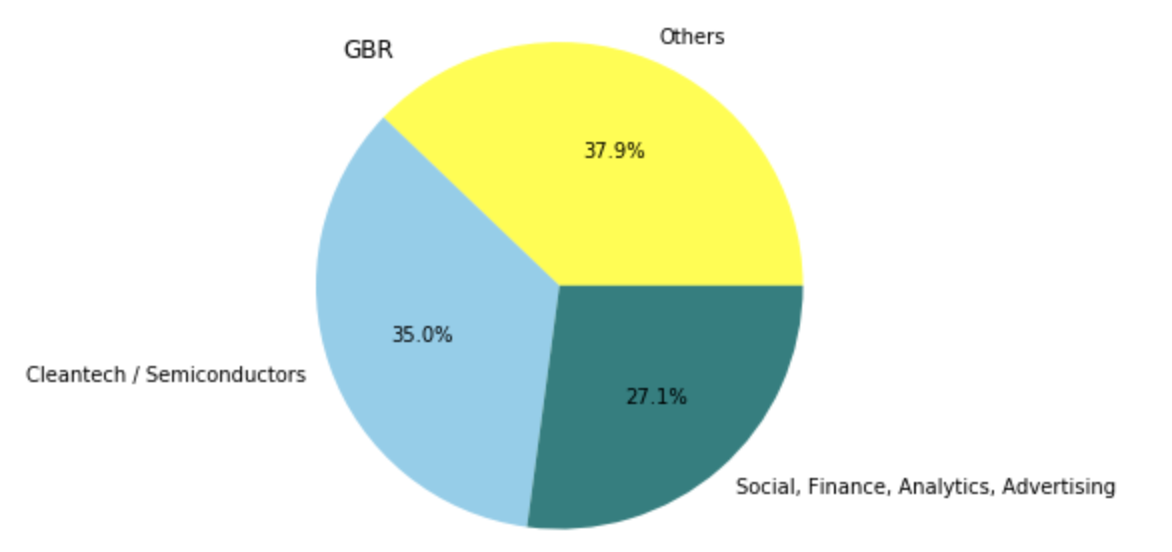 GBR
Others
37.9%
35.0%
Cleantech / Semiconductors
27.1%
Social, Finance, Analytics, Advertising